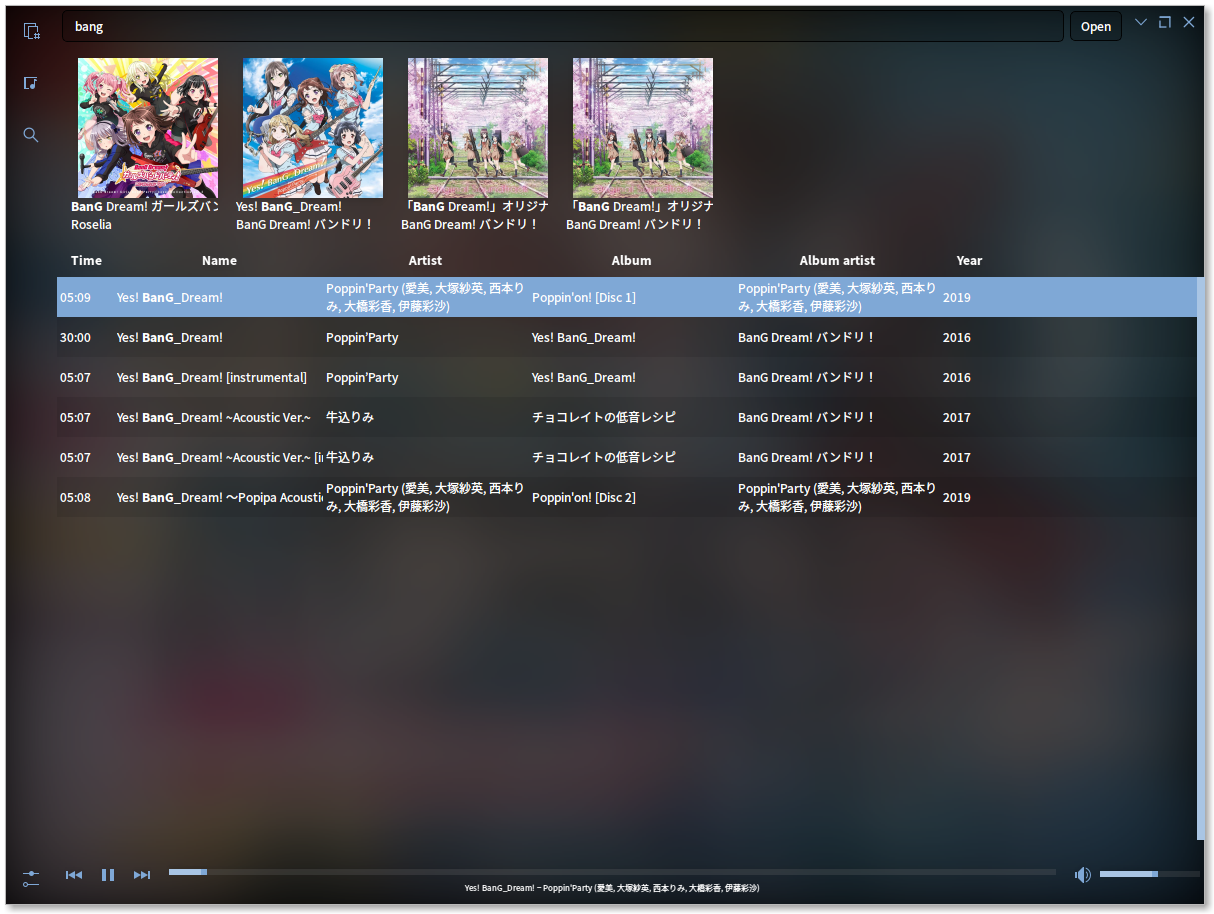 bang
Open
BanG Dream! ガールズバン
Roselia
Yes! BanG_Dream!
BanG Dream! バンドリ！
「BanG Dream!」オリジナ
BanG Dream! バンドリ！
「BanG Dream!」オリジナ
BanG Dream! バンドリ！
Time Name Artist Album Album artist Year
05:09 Yes! BanG_Dream! Poppin'Party (愛美, 大塚紗英, 西本り Poppin'on! [Disc 1] Poppin'Party (愛美, 大塚紗英, 西本り 2019
み, 大橋彩香, 伊藤彩沙) み, 大橋彩香, 伊藤彩沙)
30:00 Yes! BanG_Dream! Poppin’Party Yes! BanG_Dream! BanG Dream! バンドリ！ 2016
05:07 Yes! BanG_Dream! [instrumental] Poppin’Party Yes! BanG_Dream! BanG Dream! バンドリ！ 2016
05:07 Yes! BanG_Dream! ~Acoustic Ver.~ 牛込りみ チョコレイトの低音レシピ BanG Dream! バンドリ！ 2017
05:07 Yes! BanG_Dream! ~Acoustic Ver.~ [i 牛込りみ チョコレイトの低音レシピ BanG Dream! バンドリ！ 2017
05:08 Yes! BanG_Dream! ～Popipa Acousti Poppin'Party (愛美, 大塚紗英, 西本り Poppin'on! [Disc 2] Poppin'Party (愛美, 大塚紗英, 西本り 2019
み, 大橋彩香, 伊藤彩沙) み, 大橋彩香, 伊藤彩沙)
Yes! BanG_Dream! – Poppin'Party (愛美, 大塚紗英, 西本りみ, 大橋彩香, 伊藤彩沙)